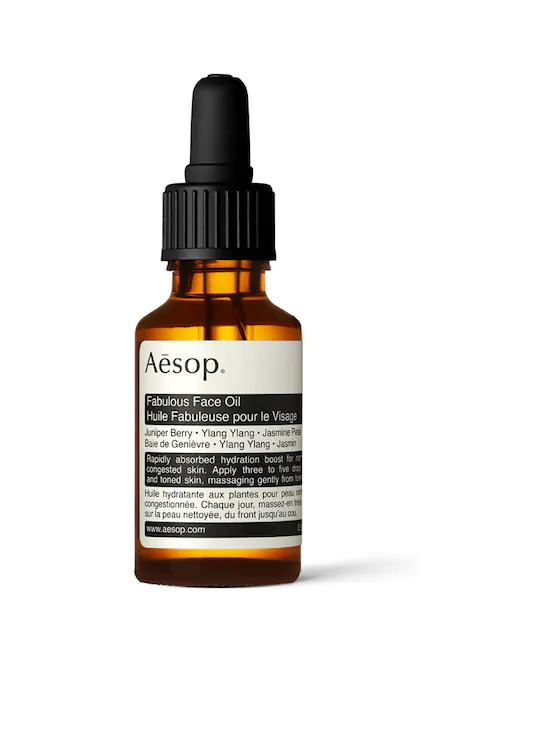 Aēsop.®
Fabulous Face Oil
Huile Fabuleuse pour le Visage
Juniper Berry • Ylang Ylang • Jasmine
Baie de Genièvre • Ylang Ylang • Jasmin
Rapidly absorbed hydration boost for
congested skin. Apply three to five
and toned skin, massaging gently from
Huile hydratante aux plantes pour peau
congestionnée. Chaque jour, massez-en
sur la peau nettoyée, du front jusqu'au cou.
www.aesop.com